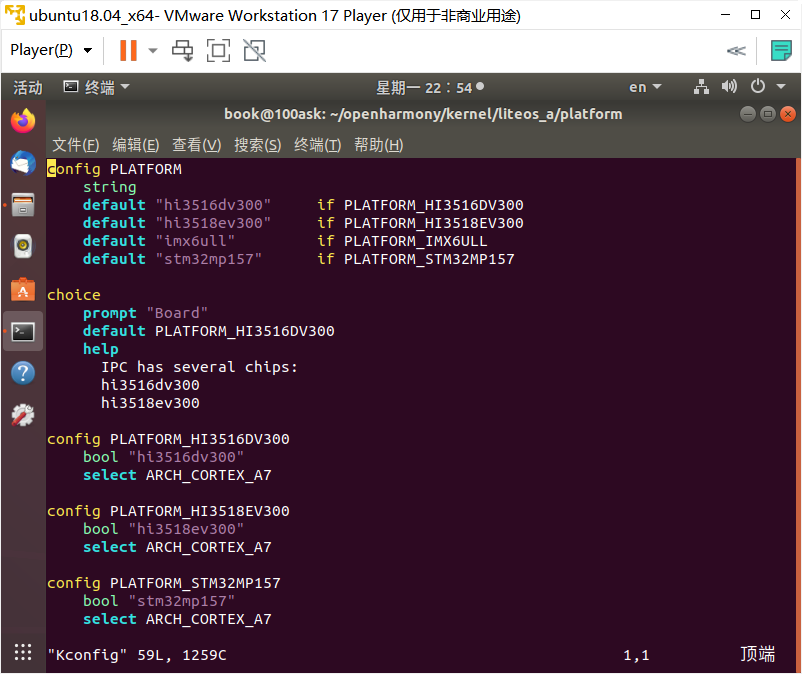 ubuntu18.04_x64- VMware Workstation 17 Player (仅用于非商业用途)
Player(P)
活动 终端 星期一 22：54 en
book@100ask: ~/openharmony/kernel/liteos_a/platform
文件(F) 编辑(E) 查看(V) 搜索(S) 终端(T) 帮助(H)
config PLATFORM
string
default "hi3516dv300" if PLATFORM_HI3516DV300
default "hi3518ev300" if PLATFORM_HI3518EV300
default "imx6ull" if PLATFORM_IMX6ULL
default "stm32mp157" if PLATFORM_STM32MP157
choice
prompt "Board"
default PLATFORM_HI3516DV300
help
IPC has several chips:
hi3516dv300
hi3518ev300
config PLATFORM_HI3516DV300
bool "hi3516dv300"
select ARCH_CORTEX_A7
config PLATFORM_HI3518EV300
bool "hi3518ev300"
select ARCH_CORTEX_A7
config PLATFORM_STM32MP157
bool "stm32mp157"
select ARCH_CORTEX_A7
"Kconfig" 59L, 1259C 1,1 顶端